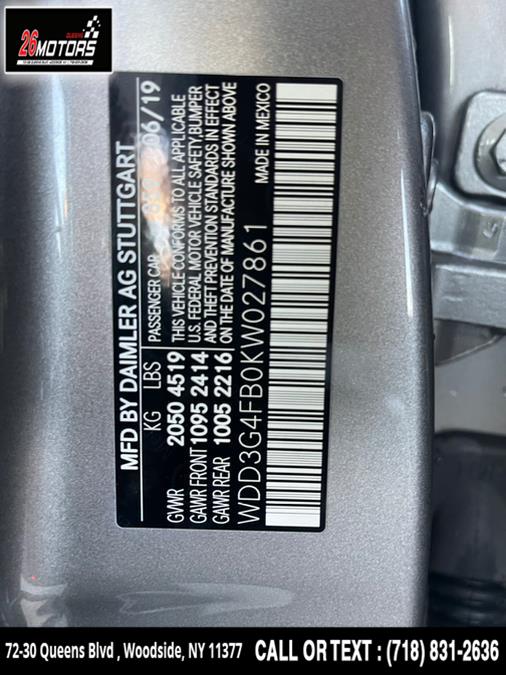 QUEENS
26MOTORS
MFD BY DAIMLER AG STUTTGART
KG LBS PASSENGER CAR 06/19
GVWR 2050 4519 THIS VEHICLE CONFORMS TO ALL APPLICABLE
GAWR FRONT 1095 2414 U.S. FEDERAL MOTOR VEHICLE SAFETY,BUMPER
GAWR REAR 1005 2216 AND THEFT PREVENTION STANDARDS IN EFFECT
ON THE DATE OF MANUFACTURE SHOWN ABOVE
WDD3G4FB0KW027861 MADE IN MEXICO
72-30 Queens Blvd , Woodside, NY 11377 CALL OR TEXT : (718) 831-2636